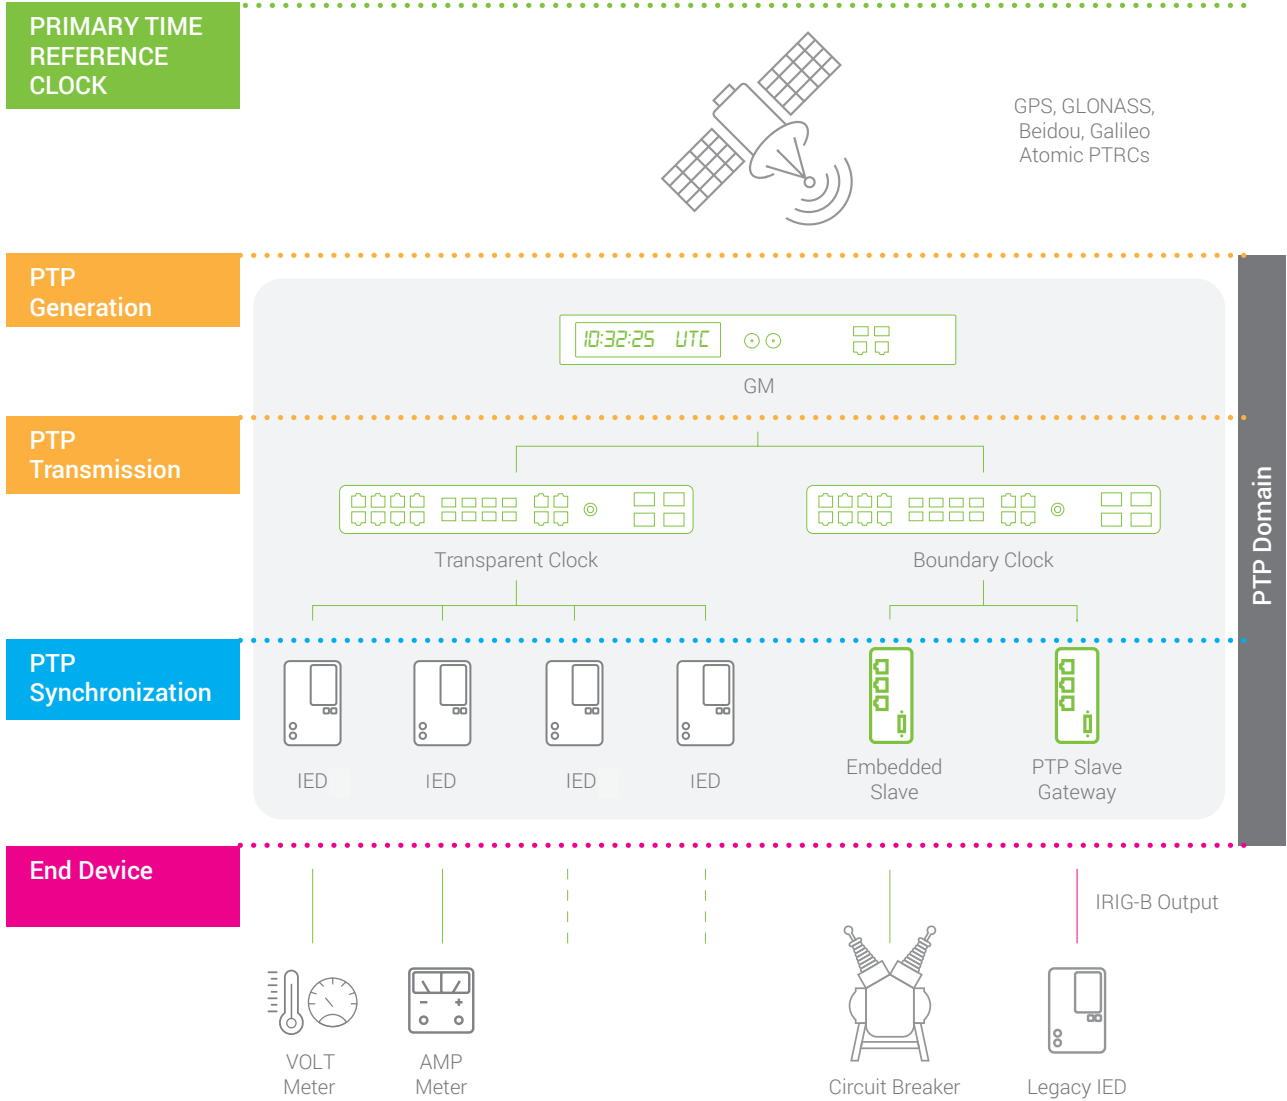 PRIMARY TIME
REFERENCE
CLOCK
GPS, GLONASS,
Beidou, Galileo
Atomic PTRCs
PTP
Generation
10:32:25 UTC
GM
PTP
Transmission
Transparent Clock
Boundary Clock
PTP Domain
PTP
Synchronization
IED
IED
IED
IED
Embedded
Slave
PTP Slave
Gateway
End Device
IRIG-B Output
VOLT
Meter
AMP
Meter
Circuit Breaker
Legacy IED